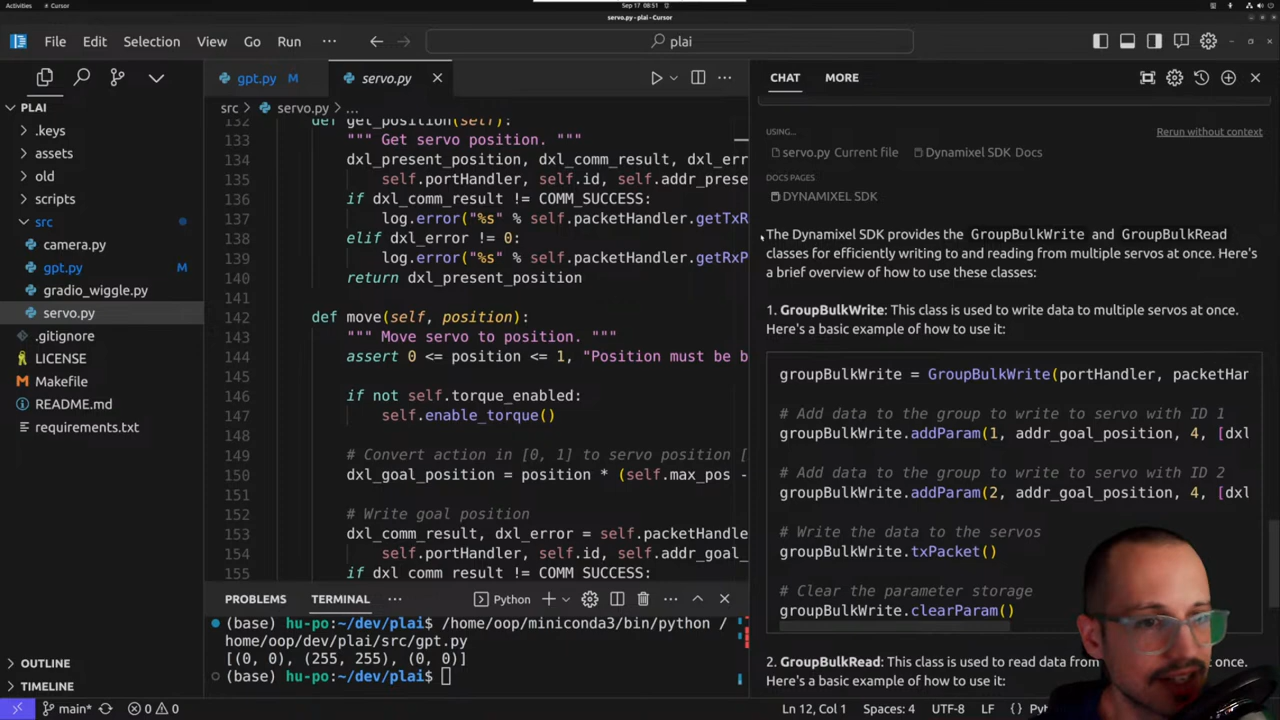 Activities
Cursor
Sep 17 08:51
servo.py - plai - Cursor
File Edit Selection View Go Run ···
plai
gpt.py M
servo.py
CHAT MORE
PLAI
.keys
assets
old
scripts
src
camera.py
gpt.py M
gradio_wiggle.py
servo.py
.gitignore
LICENSE
Makefile
README.md
requirements.txt
OUTLINE
TIMELINE
src > servo.py > ...
132 def get_position(self):
133 """ Get servo position. """
134 dxl_present_position, dxl_comm_result, dxl_err
135 self.portHandler, self.id, self.addr_prese
136 if dxl_comm_result != COMM_SUCCESS:
137 log.error("%s" % self.packetHandler.getTxR
138 elif dxl_error != 0:
139 log.error("%s" % self.packetHandler.getRxP
140 return dxl_present_position
141
142 def move(self, position):
143 """ Move servo to position. """
144 assert 0 <= position <= 1, "Position must be b
145
146 if not self.torque_enabled:
147 self.enable_torque()
148
149 # Convert action in [0, 1] to servo position [
150 dxl_goal_position = position * (self.max_pos -
151
152 # Write goal position
153 dxl_comm_result, dxl_error = self.packetHandle
154 self.portHandler, self.id, self.addr_goal_
155 if dxl_comm_result != COMM_SUCCESS:
PROBLEMS TERMINAL ··· Python
(base) hu-po:~/dev/plai$ /home/oop/miniconda3/bin/python /
home/oop/dev/plai/src/gpt.py
[(0, 0), (255, 255), (0, 0)]
(base) hu-po:~/dev/plai$
USING...
Rerun without context
servo.py Current file Dynamixel SDK Docs
DOCS PAGES
DYNAMIXEL SDK
The Dynamixel SDK provides the GroupBulkWrite and GroupBulkRead
classes for efficiently writing to and reading from multiple servos at once. Here's
a brief overview of how to use these classes:
1. GroupBulkWrite: This class is used to write data to multiple servos at once.
Here's a basic example of how to use it:
groupBulkWrite = GroupBulkWrite(portHandler, packetHar
# Add data to the group to write to servo with ID 1
groupBulkWrite.addParam(1, addr_goal_position, 4, [dxl
# Add data to the group to write to servo with ID 2
groupBulkWrite.addParam(2, addr_goal_position, 4, [dxl
# Write the data to the servos
groupBulkWrite.txPacket()
# Clear the parameter storage
groupBulkWrite.clearParam()
2. GroupBulkRead: This class is used to read data from once.
Here's a basic example of how to use it:
main* 0 0
Ln 12, Col 1 Spaces: 4 UTF-8 LF